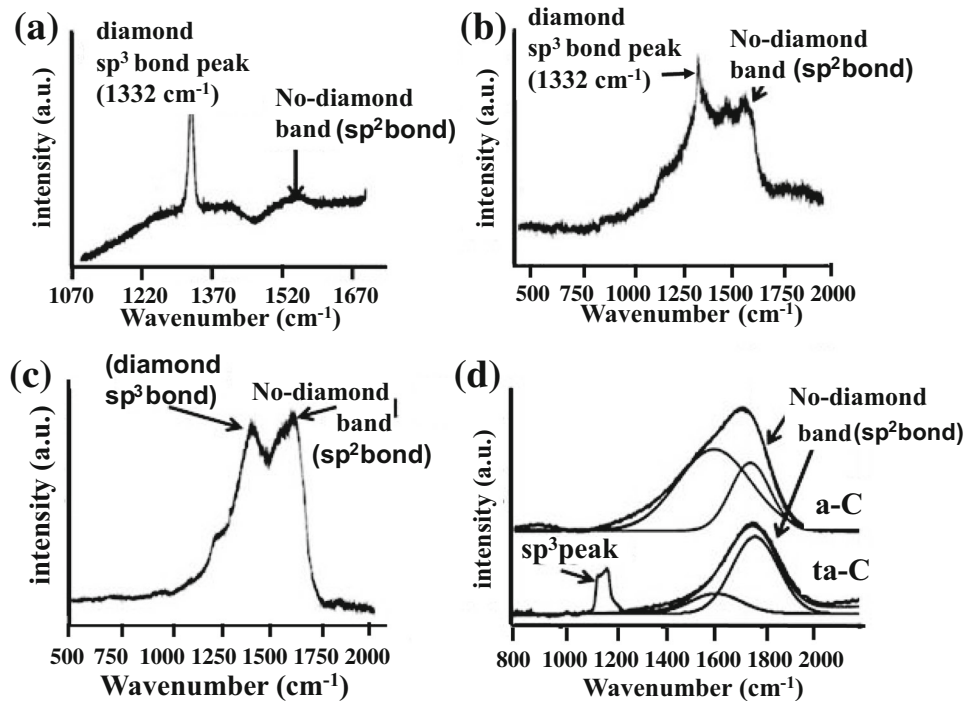 (a)
diamond
sp³ bond peak
(1332 cm⁻¹)
No-diamond
band (sp²bond)
intensity (a.u.)
1070 1220 1370 1520 1670
Wavenumber (cm⁻¹)
(b)
diamond
sp³ bond peak
(1332 cm⁻¹)
No-diamond
band (sp²bond)
intensity (a.u.)
500 750 1000 1250 1500 1750 2000
Wavenumber (cm⁻¹)
(c)
(diamond
sp³bond)
No-diamond
band
(sp²bond)
intensity (a.u.)
500 750 1000 1250 1500 1750 2000
Wavenumber (cm⁻¹)
(d)
No-diamond
band(sp²bond)
a-C
sp³peak
ta-C
intensity (a.u.)
800 1000 1200 1400 1600 1800 2000
Wavenumber (cm⁻¹)